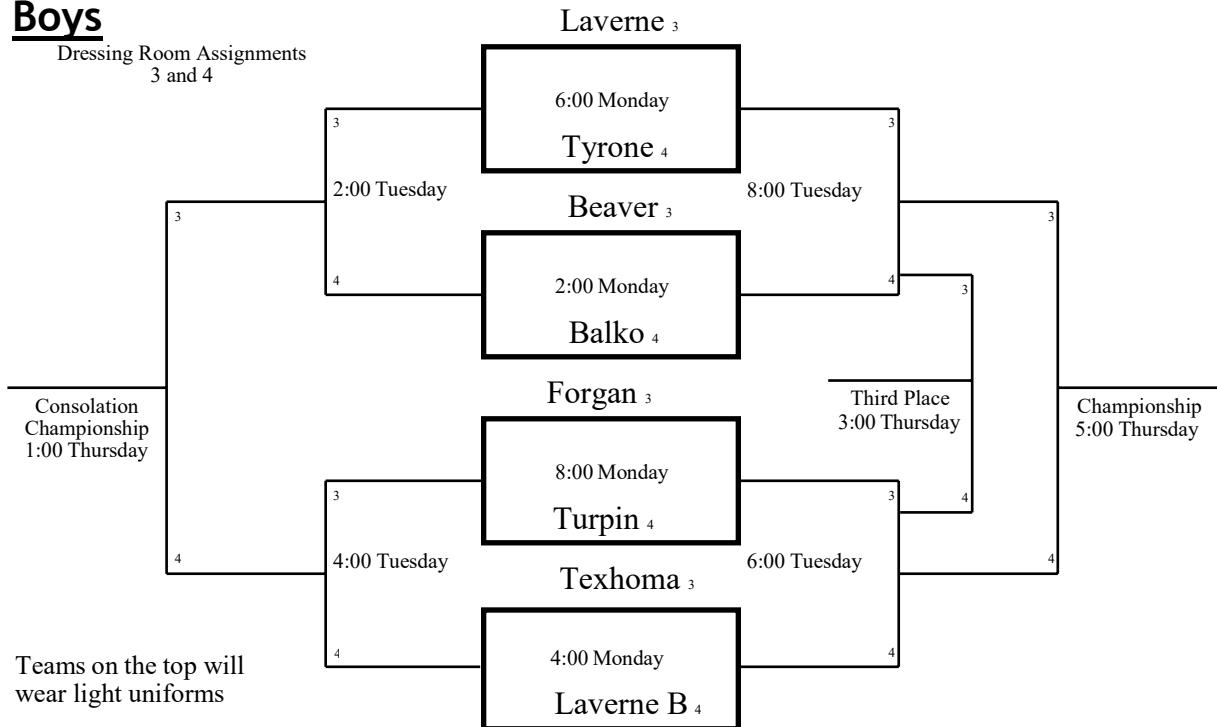 Boys
Dressing Room Assignments
3 and 4
Laverne 3
6:00 Monday
Tyrone 4
3
3
2:00 Tuesday
8:00 Tuesday
Beaver 3
3
3
4
2:00 Monday
4
3
Balko 4
Forgan 3
Consolation
Championship
1:00 Thursday
Third Place
3:00 Thursday
Championship
5:00 Thursday
8:00 Monday
3
3
4
Turpin 4
4
4:00 Tuesday
6:00 Tuesday
4
Texhoma 3
4
4:00 Monday
4
Laverne B 4
Teams on the top will
wear light uniforms